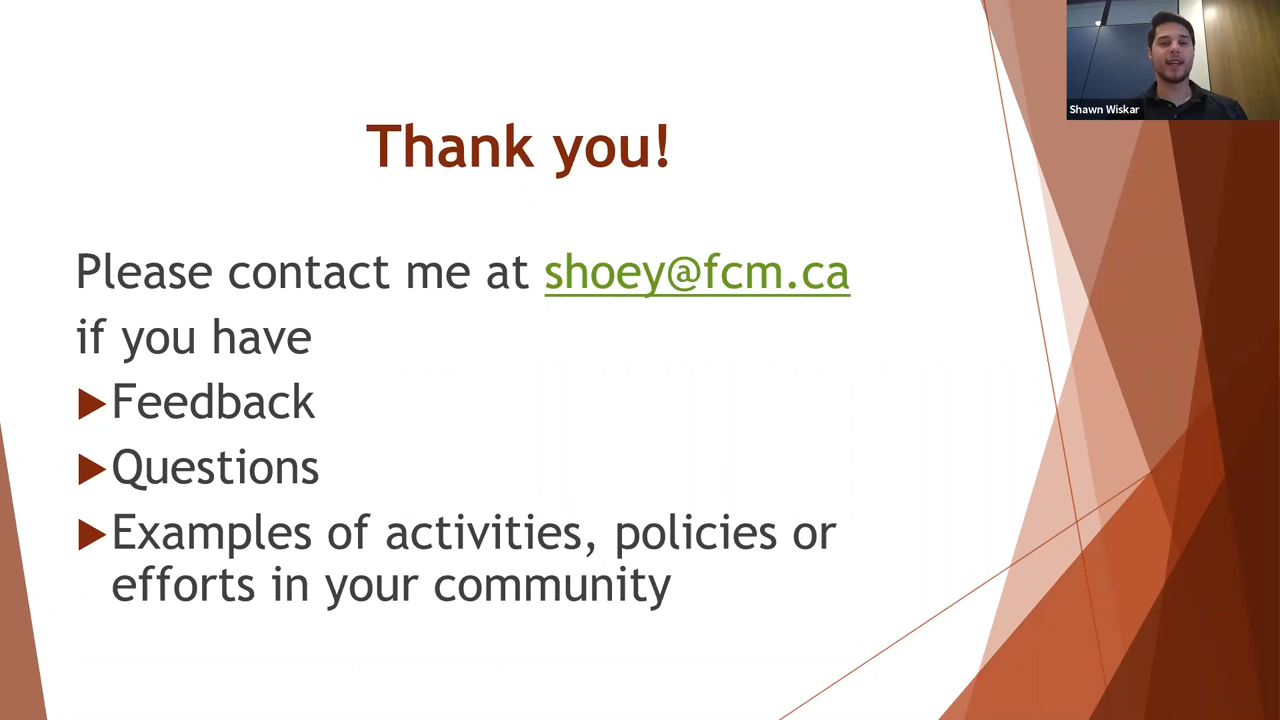 Shawn Wiskar
Thank you!
Please contact me at shoey@fcm.ca
if you have
Feedback
Questions
Examples of activities, policies or
efforts in your community